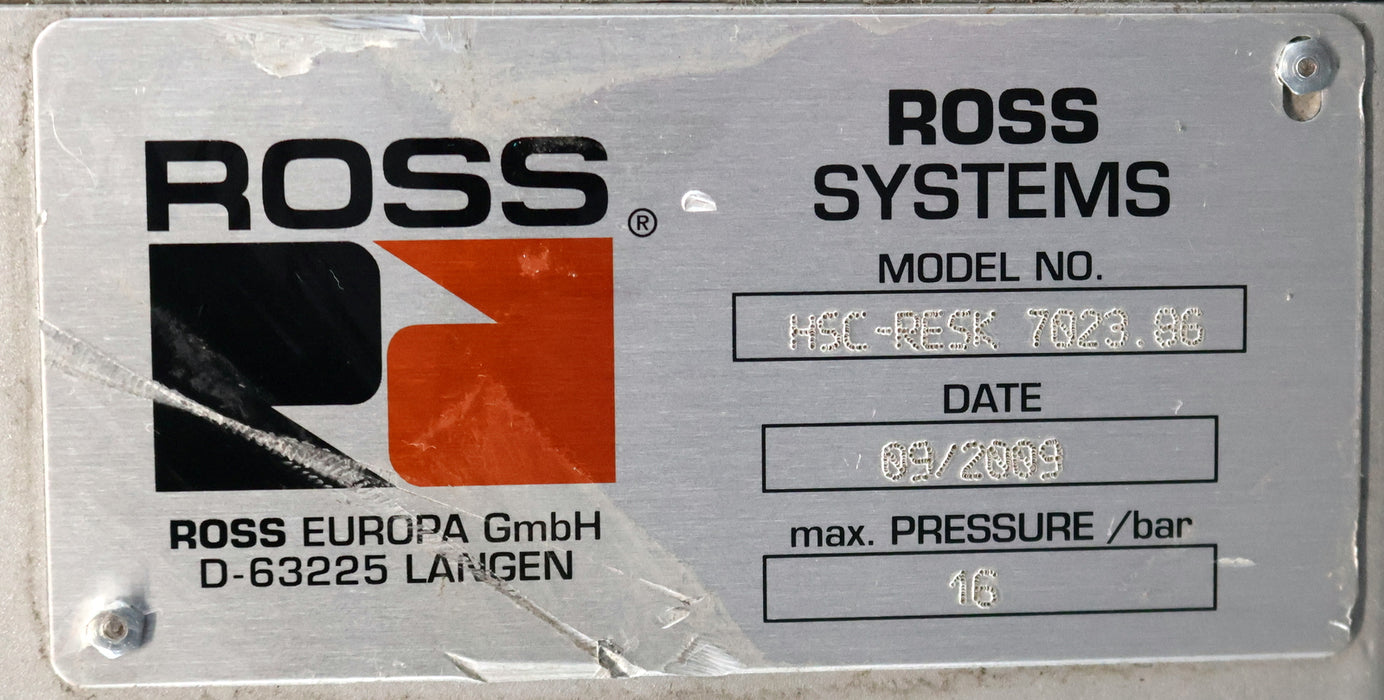 ROSS®
ROSS EUROPA GmbH
D-63225 LANGEN
ROSS
SYSTEMS
MODEL NO.
HSC-RESK 7023.86
DATE
09/2009
max. PRESSURE /bar
16